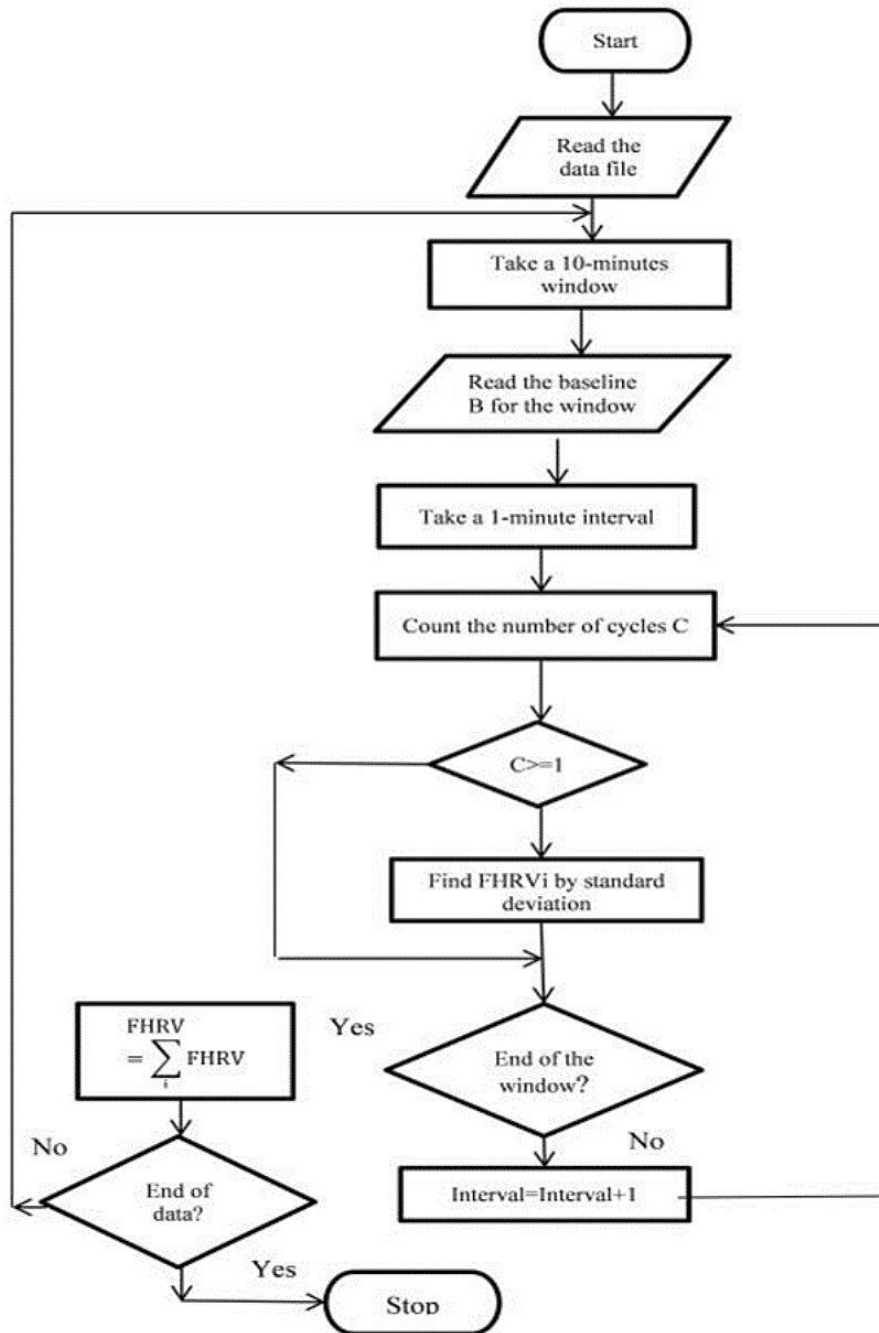 Start
Read the
data file
Take a 10-minutes
window
Read the baseline
B for the window
Take a 1-minute interval
Count the number of cycles C
C>=1
Find FHRVi by standard
deviation
FHRV
= ∑ FHRV
i
Yes
End of the
window?
No
No
Interval=Interval+1
End of
data?
Yes
Stop